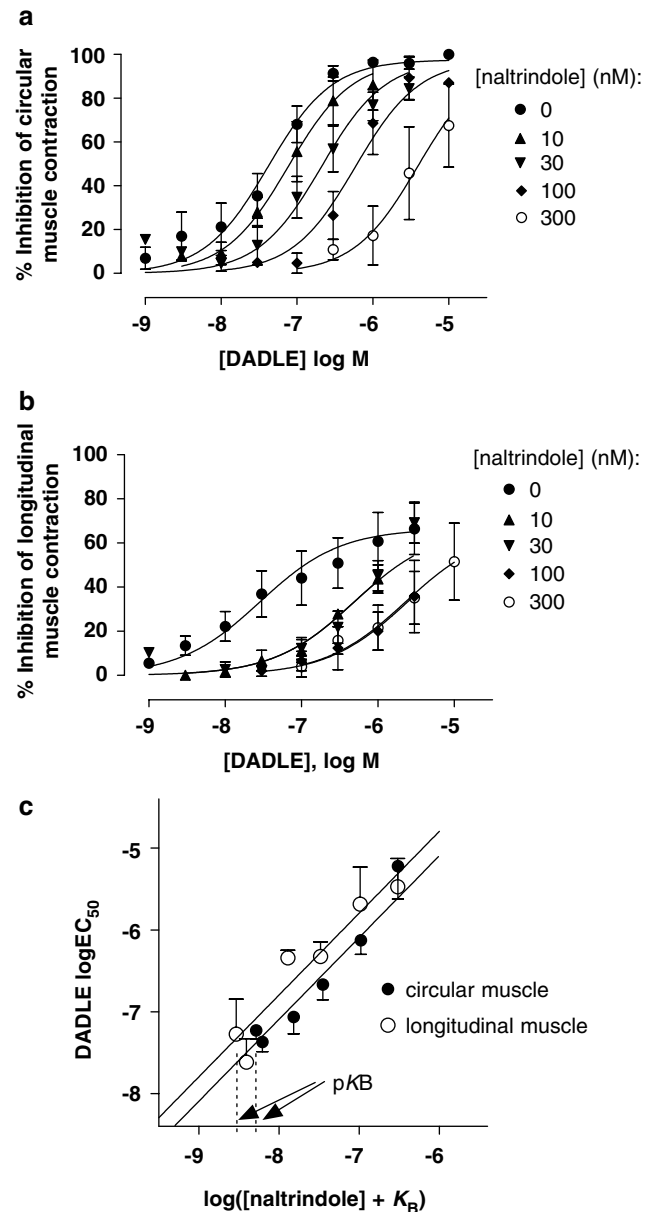 a
% Inhibition of circular
muscle contraction
100
80
60
40
20
0
-9
-8
-7
-6
-5
[DADLE] log M
[naltrindole] (nM):
0
10
30
100
300
b
% Inhibition of longitudinal
muscle contraction
100
80
60
40
20
0
-9
-8
-7
-6
-5
[DADLE], log M
[naltrindole] (nM):
0
10
30
100
300
c
DADLE logEC50
-5
-6
-7
-8
circular muscle
longitudinal muscle
pKB
-9
-8
-7
-6
log([naltrindole] + KB)